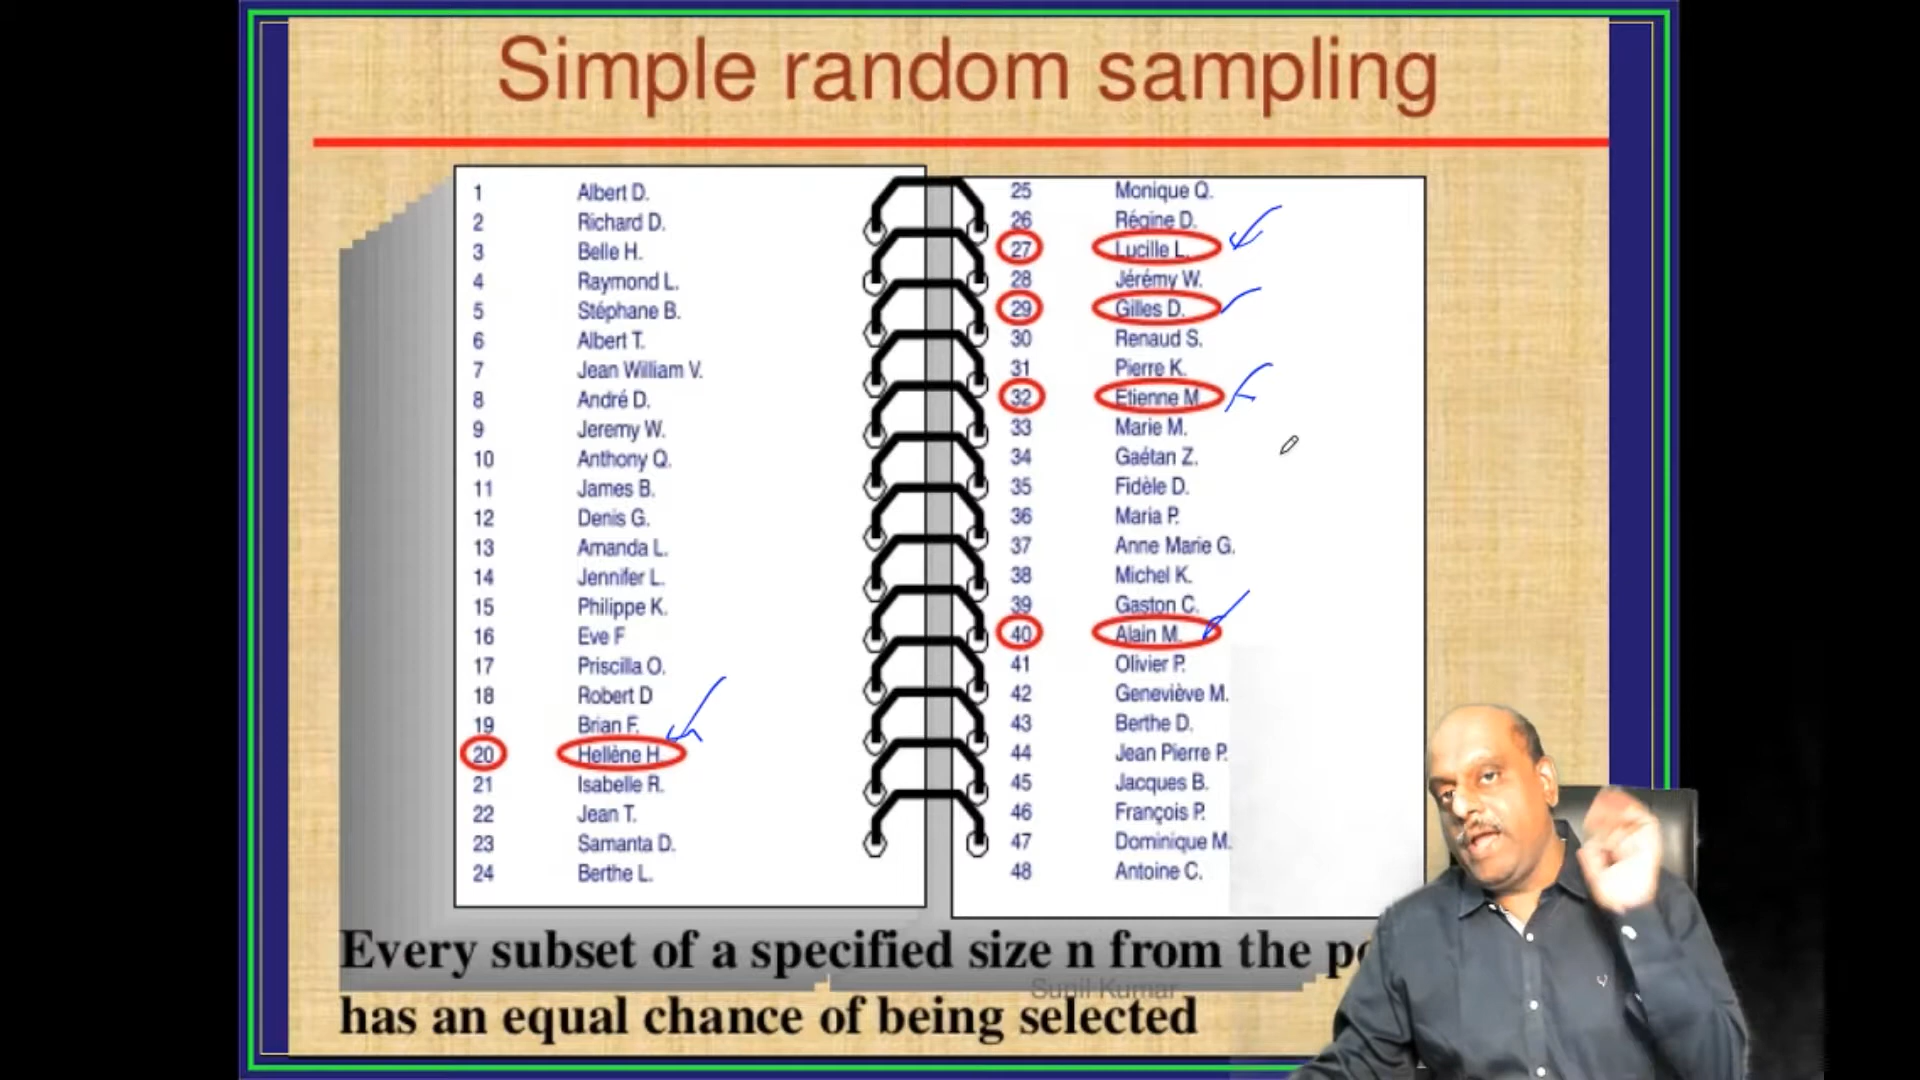 Simple random sampling
1 Albert D.
2 Richard D.
3 Belle H.
4 Raymond L.
5 Stéphane B.
6 Albert T.
7 Jean William V.
8 André D.
9 Jeremy W.
10 Anthony Q.
11 James B.
12 Denis G.
13 Amanda L.
14 Jennifer L.
15 Philippe K.
16 Eve F
17 Priscilla O.
18 Robert D
19 Brian F.
20 Hellène H
21 Isabelle R.
22 Jean T.
23 Samanta D.
24 Berthe L.
25 Monique Q.
26 Régine D.
27 Lucille L.
28 Jérémy W.
29 Gilles D.
30 Renaud S.
31 Pierre K.
32 Etienne M
33 Marie M.
34 Gaétan Z.
35 Fidèle D.
36 Maria P.
37 Anne Marie G.
38 Michel K.
39 Gaston C.
40 Alain M.
41 Olivier P.
42 Geneviève M.
43 Berthe D.
44 Jean Pierre P.
45 Jacques B.
46 François P.
47 Dominique M.
48 Antoine C.
Every subset of a specified size n from the
has an equal chance of being selected
Sunil Kumar